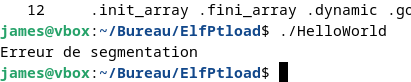 12     .init_array .fini_array .dynamic .go
james@vbox:~/Bureau/ElfPtload$ ./HelloWorld
Erreur de segmentation
james@vbox:~/Bureau/ElfPtload$